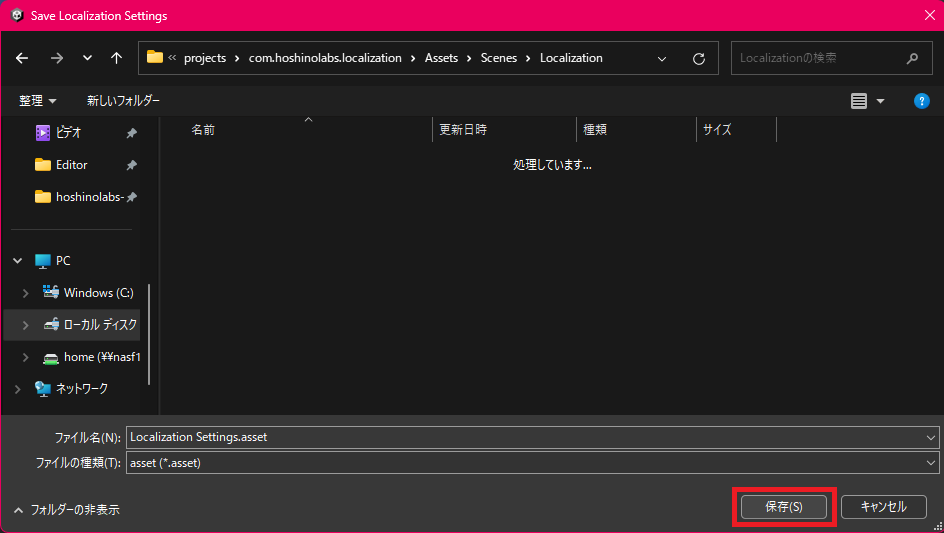 Save Localization Settings
« projects > com.hoshinolabs.localization > Assets > Scenes > Localization
Localizationの検索
整理 新しいフォルダー
名前 更新日時 種類 サイズ
ビデオ
処理しています...
Editor
hoshinolabs-
PC
Windows (C:)
ローカル ディスク
home (¥¥nasf1
ネットワーク
ファイル名(N): Localization Settings.asset
ファイルの種類(T): asset (*.asset)
フォルダーの非表示
保存(S)
キャンセル